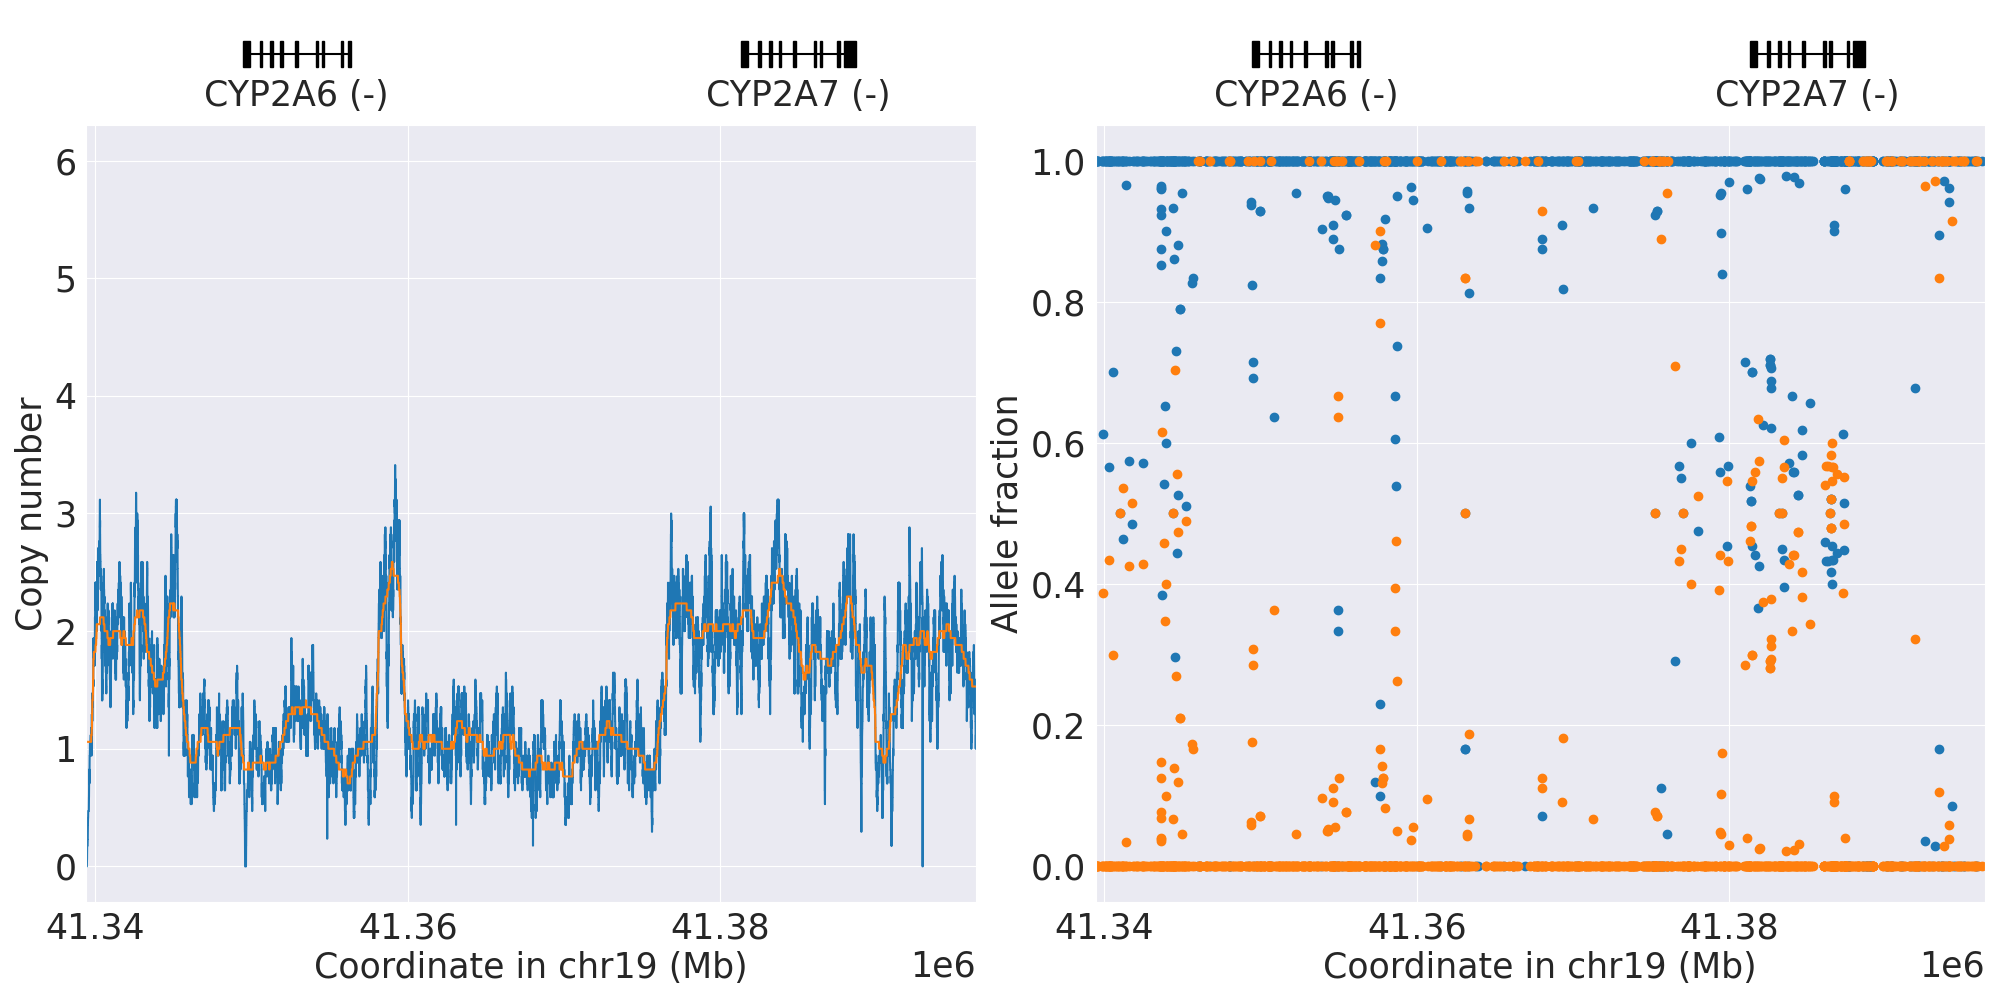 CYP2A6 (-)
CYP2A7 (-)
Copy number
6
5
4
3
2
1
0
41.34
41.36
41.38
Coordinate in chr19 (Mb)
1e6
CYP2A6 (-)
CYP2A7 (-)
Allele fraction
1.0
0.8
0.6
0.4
0.2
0.0
41.34
41.36
41.38
Coordinate in chr19 (Mb)
1e6